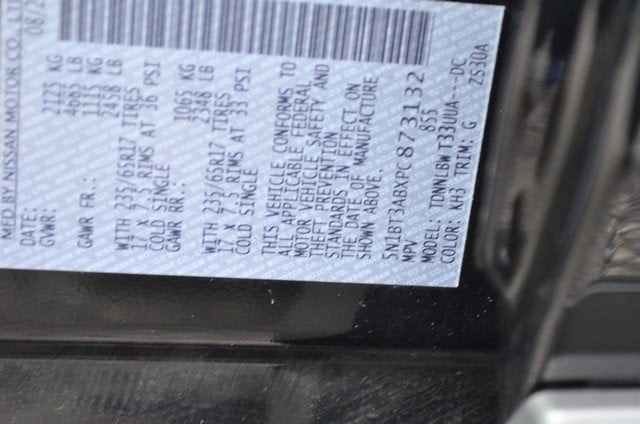 MFD BY NISSAN MOTOR CO., LTD
DATE: 08/2
GVWR: 2125 KG
LB
GAWR FR.: 1115 KG
2458 LB
WITH 235/65R17 TIRES
17 X 7.5 RIMS AT 36 PSI
COLD SINGLE
GAWR RR.: 1065 KG
2348 LB
WITH 235/65R17 TIRES
17 X 7.5 RIMS AT 33 PSI
COLD SINGLE
THIS VEHICLE CONFORMS TO
ALL APPLICABLE FEDERAL
MOTOR VEHICLE SAFETY AND
THEFT PREVENTION
STANDARDS IN EFFECT ON
THE DATE OF MANUFACTURE
SHOWN ABOVE.
5N1BT3ABXPC873132
MPV 855
MODEL: TDNNLBW T33UUA---DC
COLOR: KH3 TRIM: G ZS30A